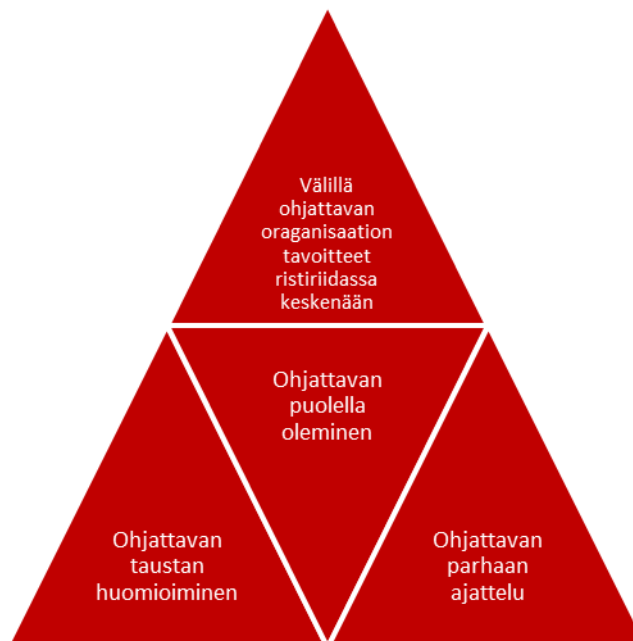 Välillä
ohjattavan
oraganisaation
tavoitteet
ristiriidassa
keskenään
Ohjattavan
puolella
oleminen
Ohjattavan
taustan
huomioiminen
Ohjattavan
parhaan
ajattelu